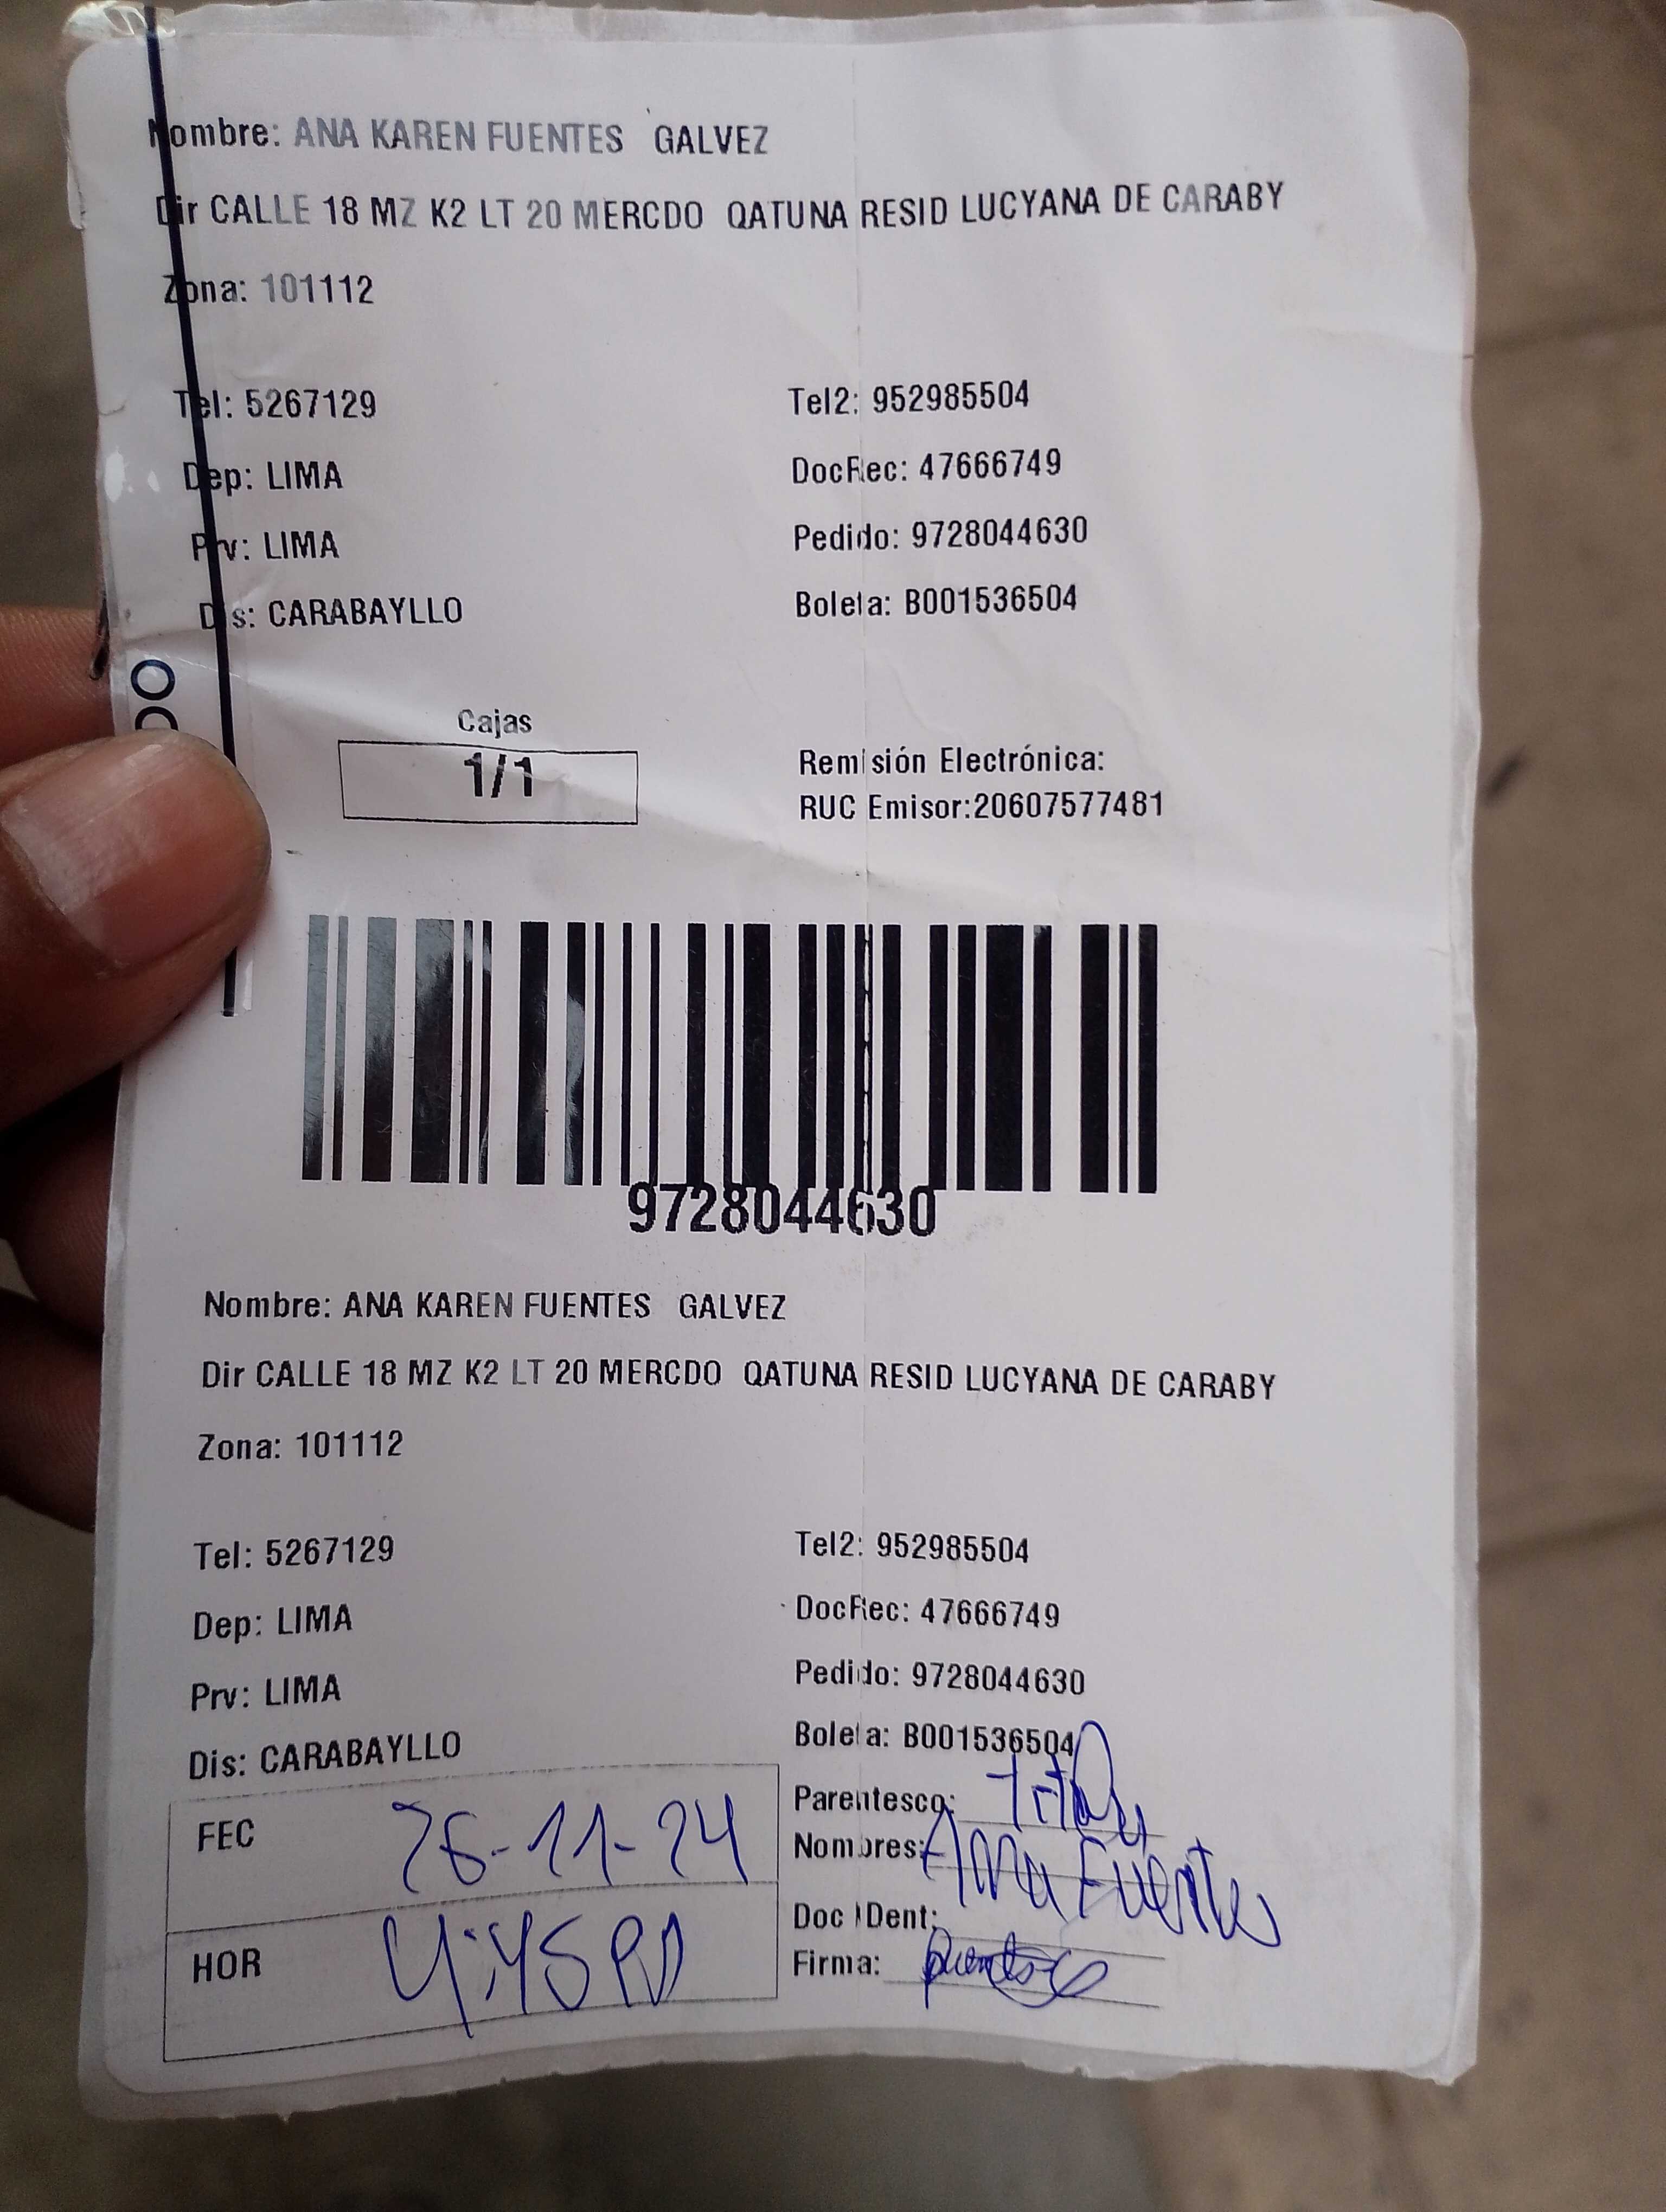 Nombre: ANA KAREN FUENTES GALVEZ
Dir CALLE 18 MZ K2 LT 20 MERCDO QATUNA RESID LUCYANA DE CARABY
Zona: 101112
Tel: 5267129 Tel2: 952985504
Dep: LIMA DocRec: 47666749
Prv: LIMA Pedido: 9728044630
Dis: CARABAYLLO Boleta: B001536504
DO
Cajas
1/1
Remisión Electrónica:
RUC Emisor:20607577481
9728044630
Nombre: ANA KAREN FUENTES GALVEZ
Dir CALLE 18 MZ K2 LT 20 MERCDO QATUNA RESID LUCYANA DE CARABY
Zona: 101112
Tel: 5267129 Tel2: 952985504
Dep: LIMA DocRec: 47666749
Prv: LIMA Pedido: 9728044630
Dis: CARABAYLLO Boleta: B001536504
FEC 26-11-24
HOR 4:45
Parentesco:
Nombres: Ana Fuentes
Doc IDent:
Firma: